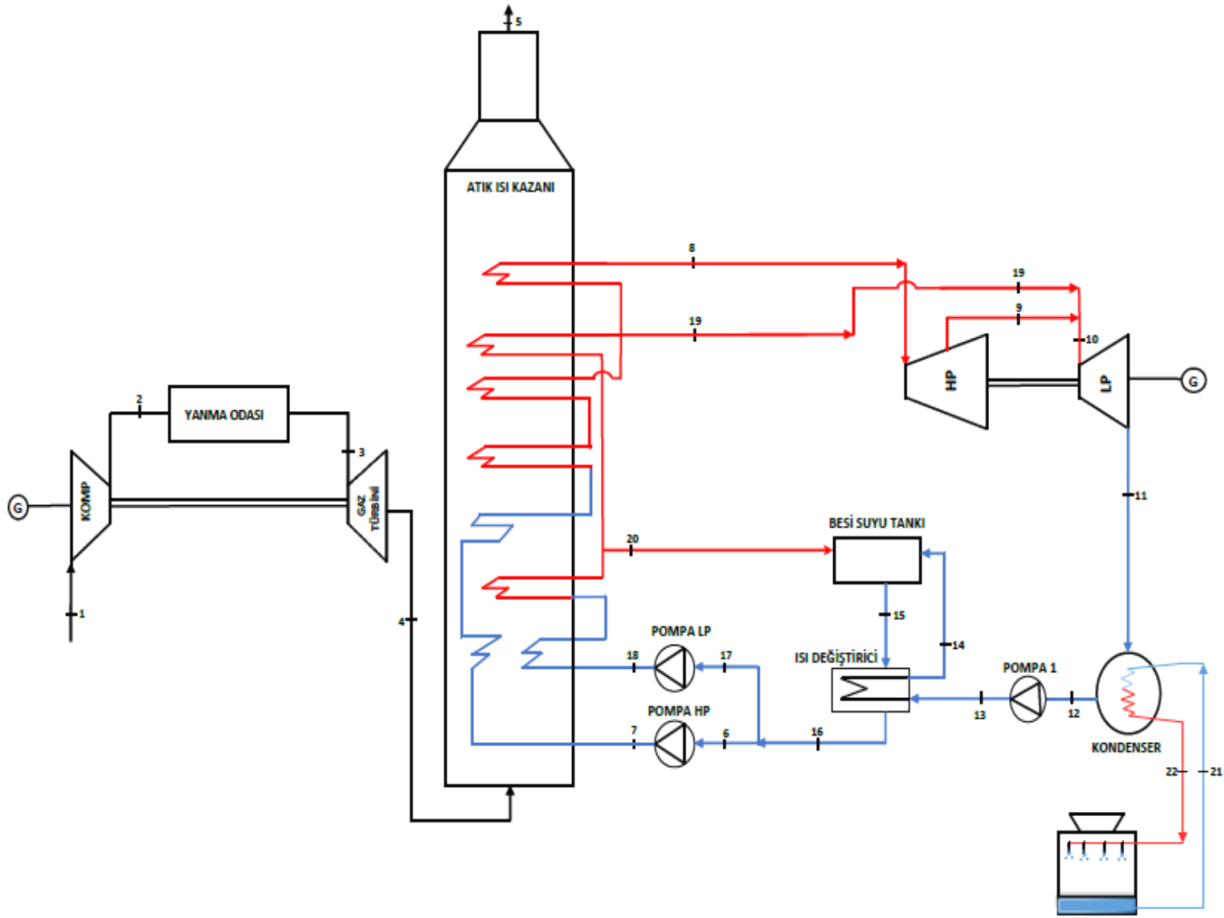 5
ATIK ISI KAZANI
8
19
19
9
10
HP
LP
G
2
YANMA ODASI
3
KOMP
GAZ
TÜRBİNİ
G
11
BESİ SUYU TANKI
20
1
4
15
14
POMPA LP
18
17
ISI DEĞİŞTİRİCİ
POMPA 1
13
12
POMPA HP
7
6
16
KONDENSER
22
21